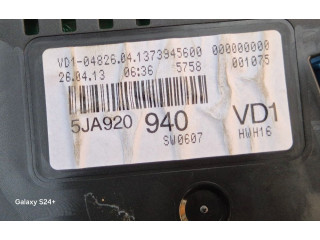 VD1-04826.04.1373945600 000000000
26.04.13 06:36 5758 001075
5JA920 940 VD1
SW0607 HWH16
Galaxy S24+